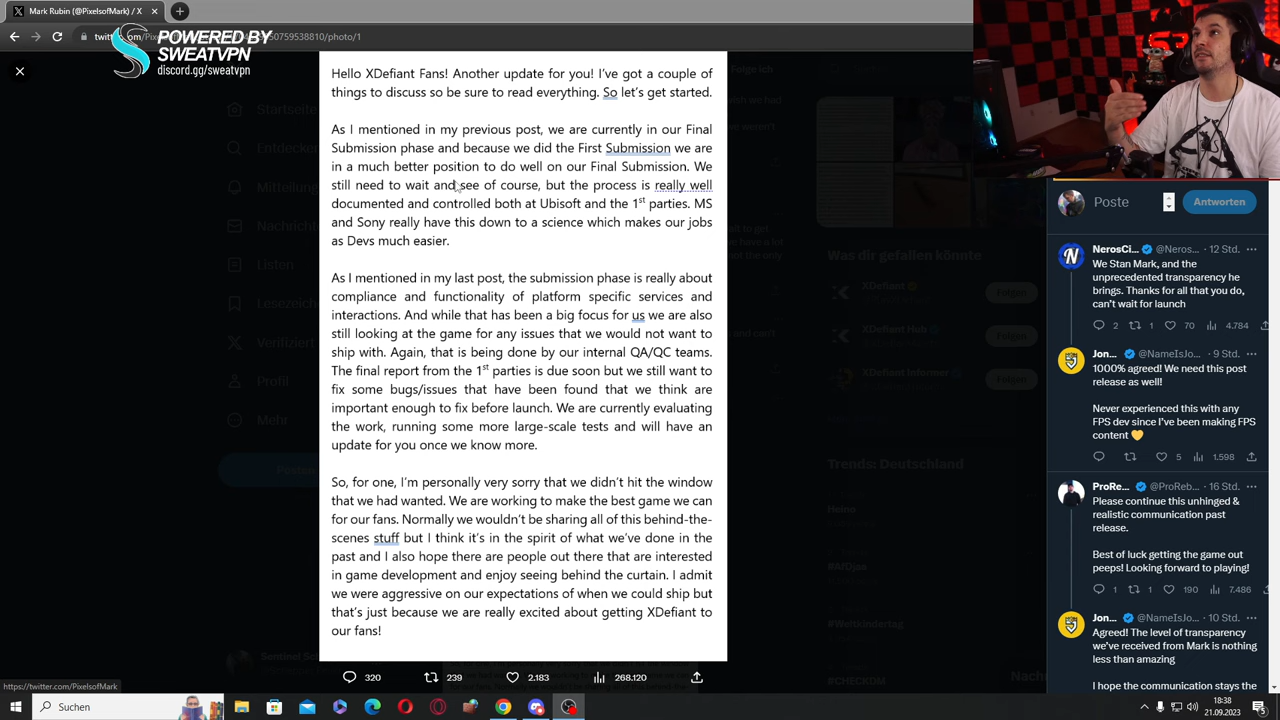 Mark Rubin (@PixelsofMark) / X
POWERED BY
SWEATVPN
discord.gg/sweatvpn
Hello XDefiant Fans! Another update for you! I've got a couple of
things to discuss so be sure to read everything. So let's get started.
As I mentioned in my previous post, we are currently in our Final
Submission phase and because we did the First Submission we are
in a much better position to do well on our Final Submission. We
still need to wait and see of course, but the process is really well
documented and controlled both at Ubisoft and the 1st parties. MS
and Sony really have this down to a science which makes our jobs
as Devs much easier.
As I mentioned in my last post, the submission phase is really about
compliance and functionality of platform specific services and
interactions. And while that has been a big focus for us we are also
still looking at the game for any issues that we would not want to
ship with. Again, that is being done by our internal QA/QC teams.
The final report from the 1st parties is due soon but we still want to
fix some bugs/issues that have been found that we think are
important enough to fix before launch. We are currently evaluating
the work, running some more large-scale tests and will have an
update for you once we know more.
So, for one, I'm personally very sorry that we didn't hit the window
that we had wanted. We are working to make the best game we can
for our fans. Normally we wouldn't be sharing all of this behind-the-
scenes stuff but I think it's in the spirit of what we've done in the
past and I also hope there are people out there that are interested
in game development and enjoy seeing behind the curtain. I admit
we were aggressive on our expectations of when we could ship but
that's just because we are really excited about getting XDefiant to
our fans!
320 239 2.183 268.120
Poste
Antworten
NerosCi... @Neros... · 12 Std.
We Stan Mark, and the
unprecedented transparency he
brings. Thanks for all that you do,
can't wait for launch
2 1 70 4.784
Jon... @NameIsJo... · 9 Std.
1000% agreed! We need this post
release as well!
Never experienced this with any
FPS dev since I've been making FPS
content
5 1.598
ProRe... @ProReb... · 16 Std.
Please continue this unhinged &
realistic communication past
release.
Best of luck getting the game out
peeps! Looking forward to playing!
1 1 190 7.486
Jon... @NameIsJo... · 10 Std.
Agreed! The level of transparency
we've received from Mark is nothing
less than amazing
I hope the communication stays the
Was dir gefallen könnte
XDefiant
XDefiant Hub
XDefiant Informer
Trends: Deutschland
#Weltkindertag
#CHECK0M
https://twitter.com/PixelsofMark
Suchen
18:38
21.09.2023